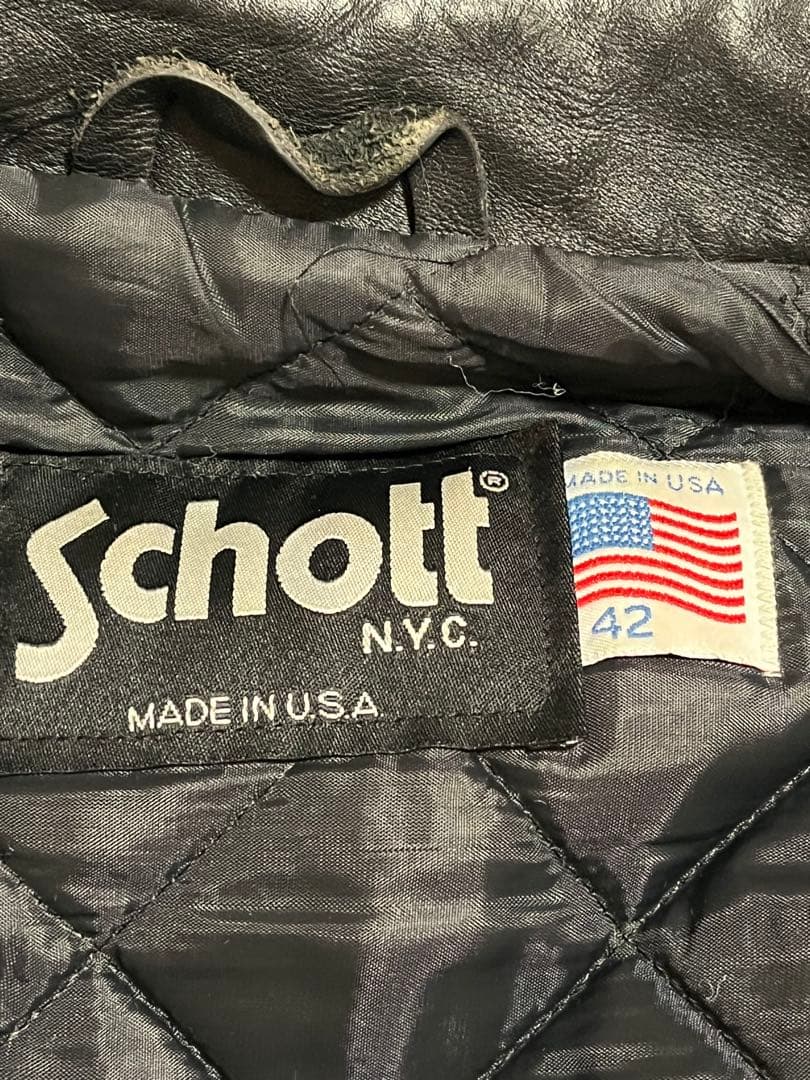 Schott®
N.Y.C.
MADE IN U.S.A
MADE IN USA
42